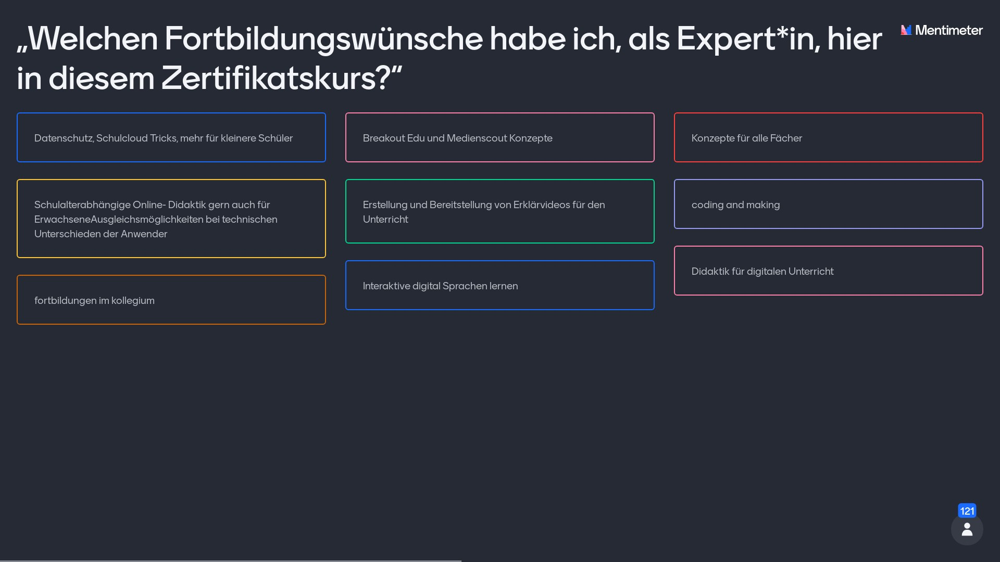 „Welchen Fortbildungswünsche habe ich, als Expert*in, hier
in diesem Zertifikatskurs?“
Mentimeter
Datenschutz, Schulcloud Tricks, mehr für kleinere Schüler
Breakout Edu und Medienscout Konzepte
Konzepte für alle Fächer
Schulalterabhängige Online- Didaktik gern auch für
ErwachseneAusgleichsmöglichkeiten bei technischen
Unterschieden der Anwender
Erstellung und Bereitstellung von Erklärvideos für den
Unterricht
coding and making
fortbildungen im kollegium
Interaktive digital Sprachen lernen
Didaktik für digitalen Unterricht
121